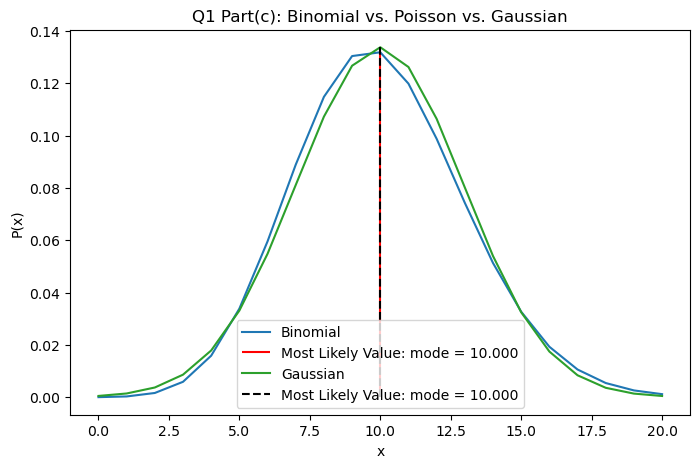 Q1 Part(c): Binomial vs. Poisson vs. Gaussian
0.14
0.12
0.10
0.08
0.06
0.04
0.02
0.00
P(x)
Binomial
Most Likely Value: mode = 10.000
Gaussian
Most Likely Value: mode = 10.000
0.0 2.5 5.0 7.5 10.0 12.5 15.0 17.5 20.0
x